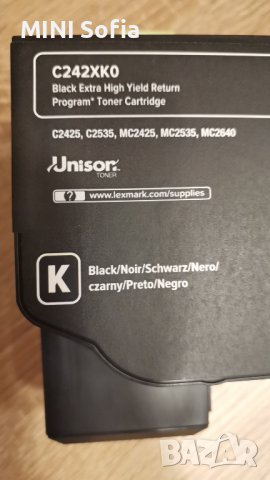 MINI Sofia
C242XK0
Black Extra High Yield Return
Program* Toner Cartridge
C2425, C2535, MC2425, MC2535, MC2640
Unison
TONER
www.lexmark.com/supplies
K
Black/Noir/Schwarz/Nero/
czarny/Preto/Negro
BAZAR